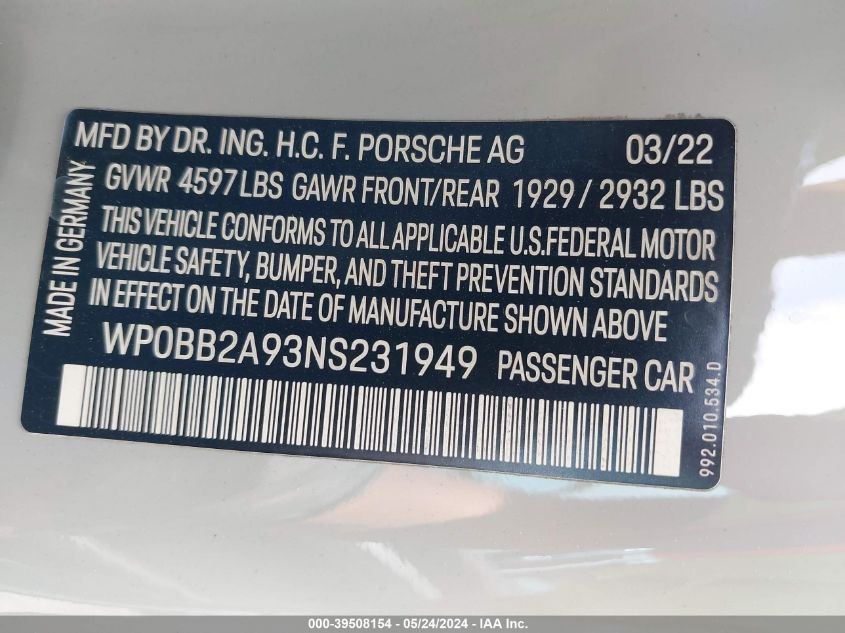 MFD BY DR. ING. H.C. F. PORSCHE AG 03/22
GVWR 4597 LBS GAWR FRONT/REAR 1929 / 2932 LBS
THIS VEHICLE CONFORMS TO ALL APPLICABLE U.S.FEDERAL MOTOR
VEHICLE SAFETY, BUMPER, AND THEFT PREVENTION STANDARDS
IN EFFECT ON THE DATE OF MANUFACTURE SHOWN ABOVE.
WP0BB2A93NS231949 PASSENGER CAR
MADE IN GERMANY
992.010.534.D
000-39508154 - 05/24/2024 - IAA Inc.